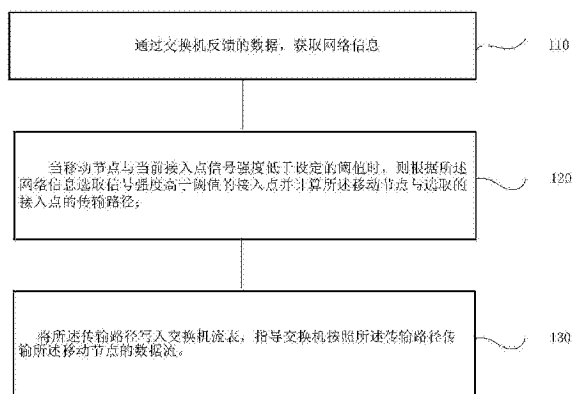 通过交换机反馈的数据，获取网络信息
110
当移动节点与当前接入点信号强度低于设定的阈值时，则根据所述
网络信息选取信号强度高于阈值的接入点并计算所述移动节点与选取的
接入点的传输路径；
120
将所述传输路径写入交换机流表，指导交换机按照所述传输路径传
输所述移动节点的数据流。
130